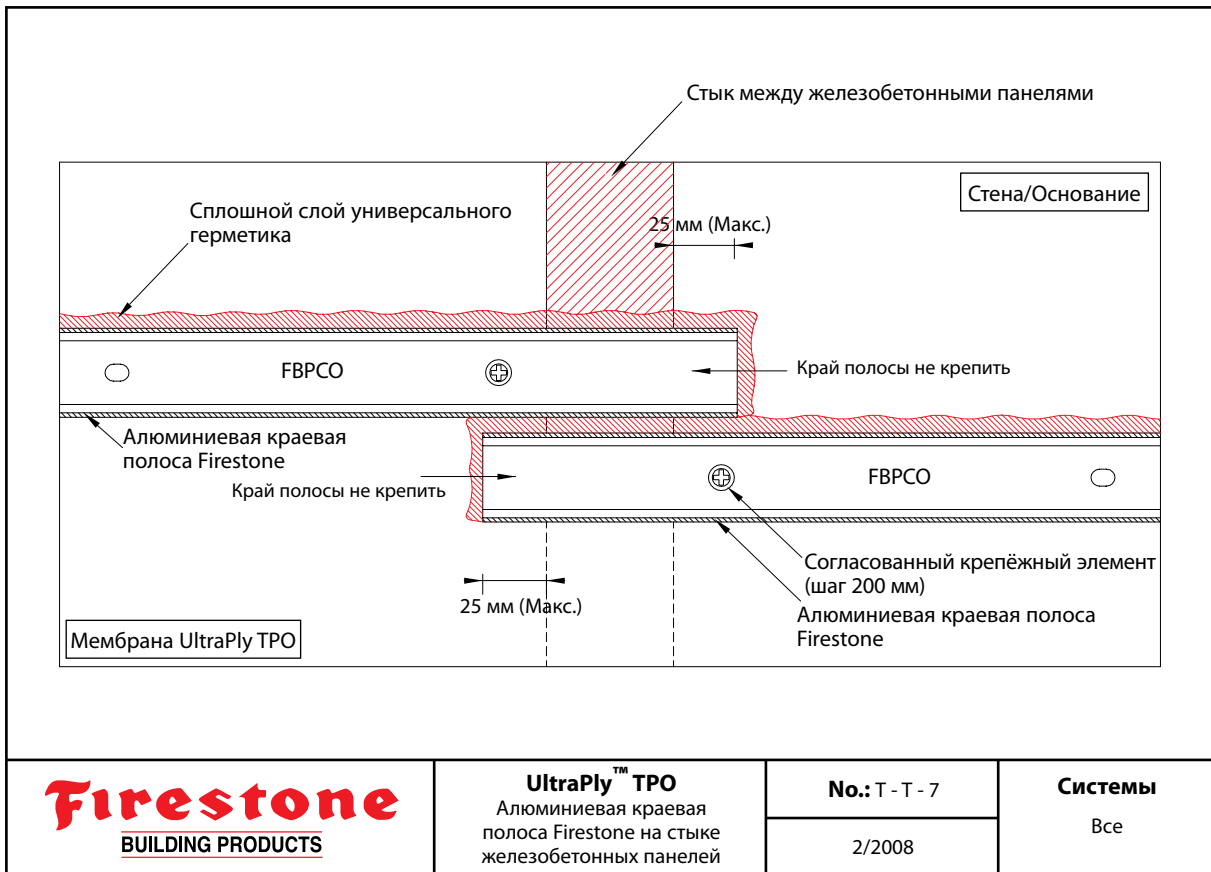 Стык между железобетонными панелями
Стена/Основание
Сплошной слой универсального
герметика
25 мм (Макс.)
FBPCO
Край полосы не крепить
Алюминиевая краевая
полоса Firestone
Край полосы не крепить
FBPCO
Согласованный крепёжный элемент
(шаг 200 мм)
25 мм (Макс.)
Алюминиевая краевая полоса
Firestone
Мембрана UltraPly TPO
Firestone
BUILDING PRODUCTS
UltraPly™ TPO
Алюминиевая краевая
полоса Firestone на стыке
железобетонных панелей
No.: T - T - 7
2/2008
Системы
Все